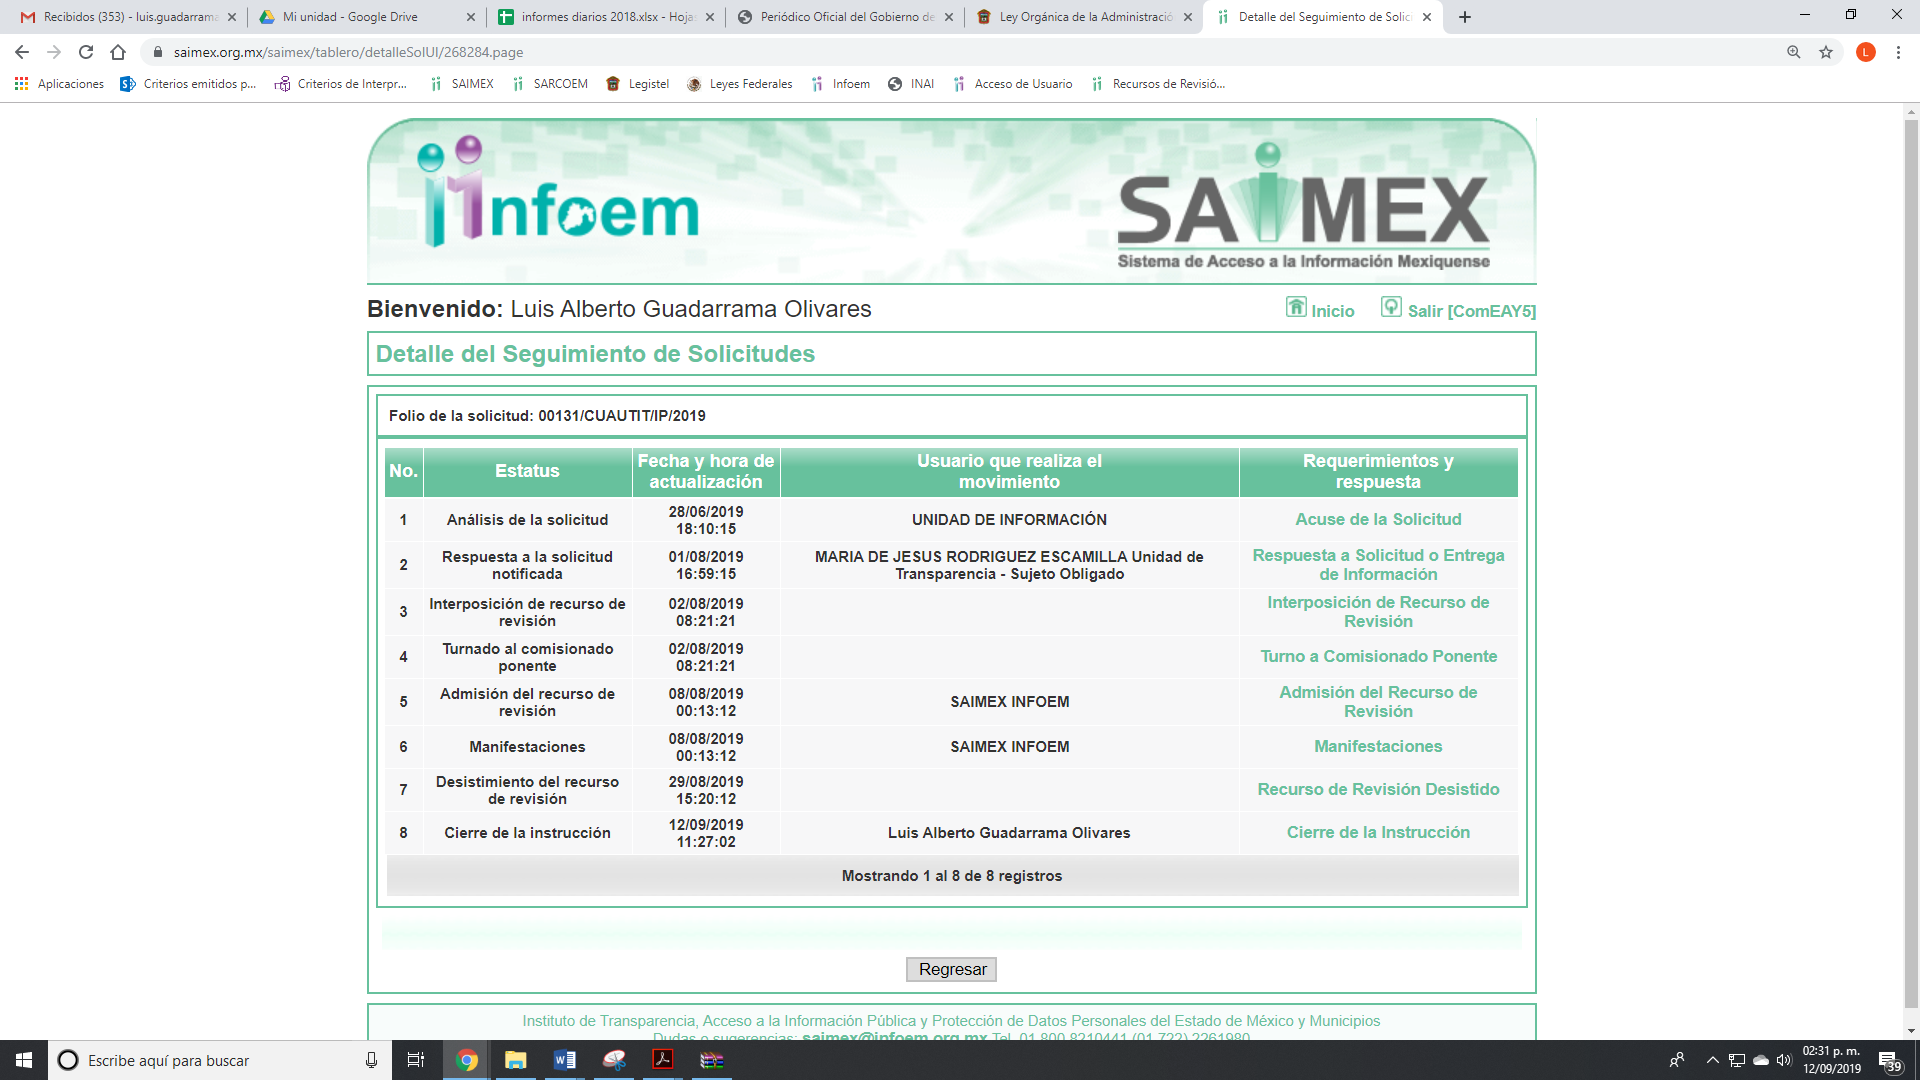 Recibidos (353) - luis.guadarrama
Mi unidad - Google Drive
informes diarios 2018.xlsx - Hoja
Periódico Oficial del Gobierno de
Ley Orgánica de la Administració
Detalle del Seguimiento de Solic
saimex.org.mx/saimex/tablero/detalleSolUI/268284.page
L
Aplicaciones
Criterios emitidos p...
Criterios de Interpr...
SAIMEX
SARCOEM
Legistel
Leyes Federales
Infoem
INAI
Acceso de Usuario
Recursos de Revisió...
infoem
SAIMEX
Sistema de Acceso a la Información Mexiquense
Bienvenido: Luis Alberto Guadarrama Olivares
Inicio
Salir [ComEAY5]
Detalle del Seguimiento de Solicitudes
Folio de la solicitud: 00131/CUAUTIT/IP/2019
No.
Estatus
Fecha y hora de
actualización
Usuario que realiza el
movimiento
Requerimientos y
respuesta
1
Análisis de la solicitud
28/06/2019
18:10:15
UNIDAD DE INFORMACIÓN
Acuse de la Solicitud
2
Respuesta a la solicitud
notificada
01/08/2019
16:59:15
MARIA DE JESUS RODRIGUEZ ESCAMILLA Unidad de
Transparencia - Sujeto Obligado
Respuesta a Solicitud o Entrega
de Información
3
Interposición de recurso de
revisión
02/08/2019
08:21:21
Interposición de Recurso de
Revisión
4
Turnado al comisionado
ponente
02/08/2019
08:21:21
Turno a Comisionado Ponente
5
Admisión del recurso de
revisión
08/08/2019
00:13:12
SAIMEX INFOEM
Admisión del Recurso de
Revisión
6
Manifestaciones
08/08/2019
00:13:12
SAIMEX INFOEM
Manifestaciones
7
Desistimiento del recurso
de revisión
29/08/2019
15:20:12
Recurso de Revisión Desistido
8
Cierre de la instrucción
12/09/2019
11:27:02
Luis Alberto Guadarrama Olivares
Cierre de la Instrucción
Mostrando 1 al 8 de 8 registros
Regresar
Instituto de Transparencia, Acceso a la Información Pública y Protección de Datos Personales del Estado de México y Municipios
Dudas o sugerencias: saimex@infoem.org.mx Tel. 01 800 8210441 (01 722) 2261980
Escribe aquí para buscar
02:31 p. m.
12/09/2019
39